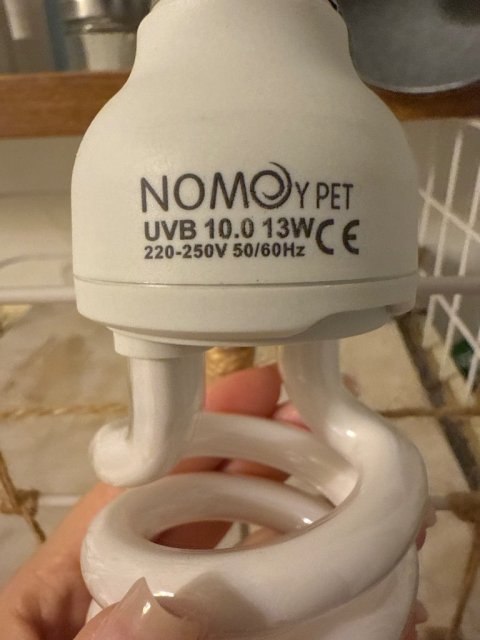 NOMOY PET
UVB 10.0 13W
220-250V 50/60Hz CE